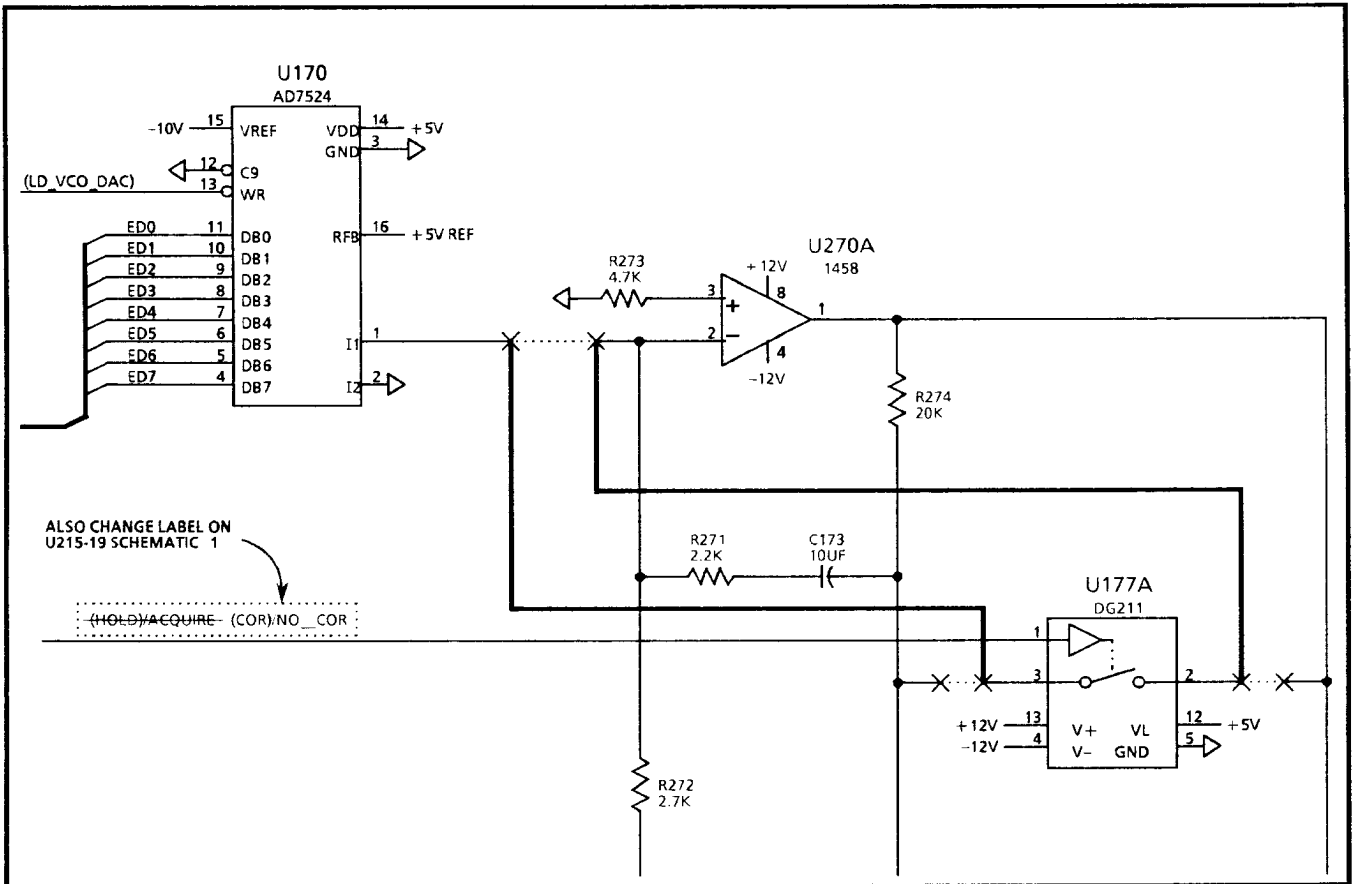 U170
AD7524
-10V 15 VREF VDD 14 +5V
GND 3
12 C9
(LD_VCO_DAC) 13 WR
RFB 16 +5V REF
ED0 11 DB0
ED1 10 DB1
ED2 9 DB2
ED3 8 DB3
ED4 7 DB4
ED5 6 DB5
ED6 5 DB6
ED7 4 DB7
I1 1
I2 2
R273
4.7K
U270A
1458
+12V
3 + 8
1
2 - 4
-12V
R274
20K
ALSO CHANGE LABEL ON
U215-19 SCHEMATIC 1
(HOLD)/ACQUIRE (COR)/NO__COR
R271
2.2K
C173
10UF
U177A
DG211
1
3 2
+12V 13 V+ VL 12 +5V
-12V 4 V- GND 5
R272
2.7K